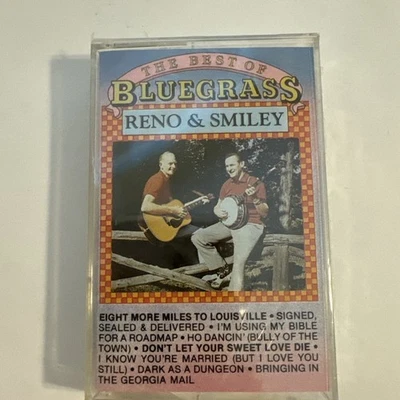 THE BEST OF
BLUEGRASS
RENO & SMILEY
EIGHT MORE MILES TO LOUISVILLE • SIGNED,
SEALED & DELIVERED • I'M USING MY BIBLE
FOR A ROADMAP • HO DANCIN' (BULLY OF THE
TOWN) • DON'T LET YOUR SWEET LOVE DIE •
I KNOW YOU'RE MARRIED (BUT I LOVE YOU
STILL) • DARK AS A DUNGEON • BRINGING IN
THE GEORGIA MAIL